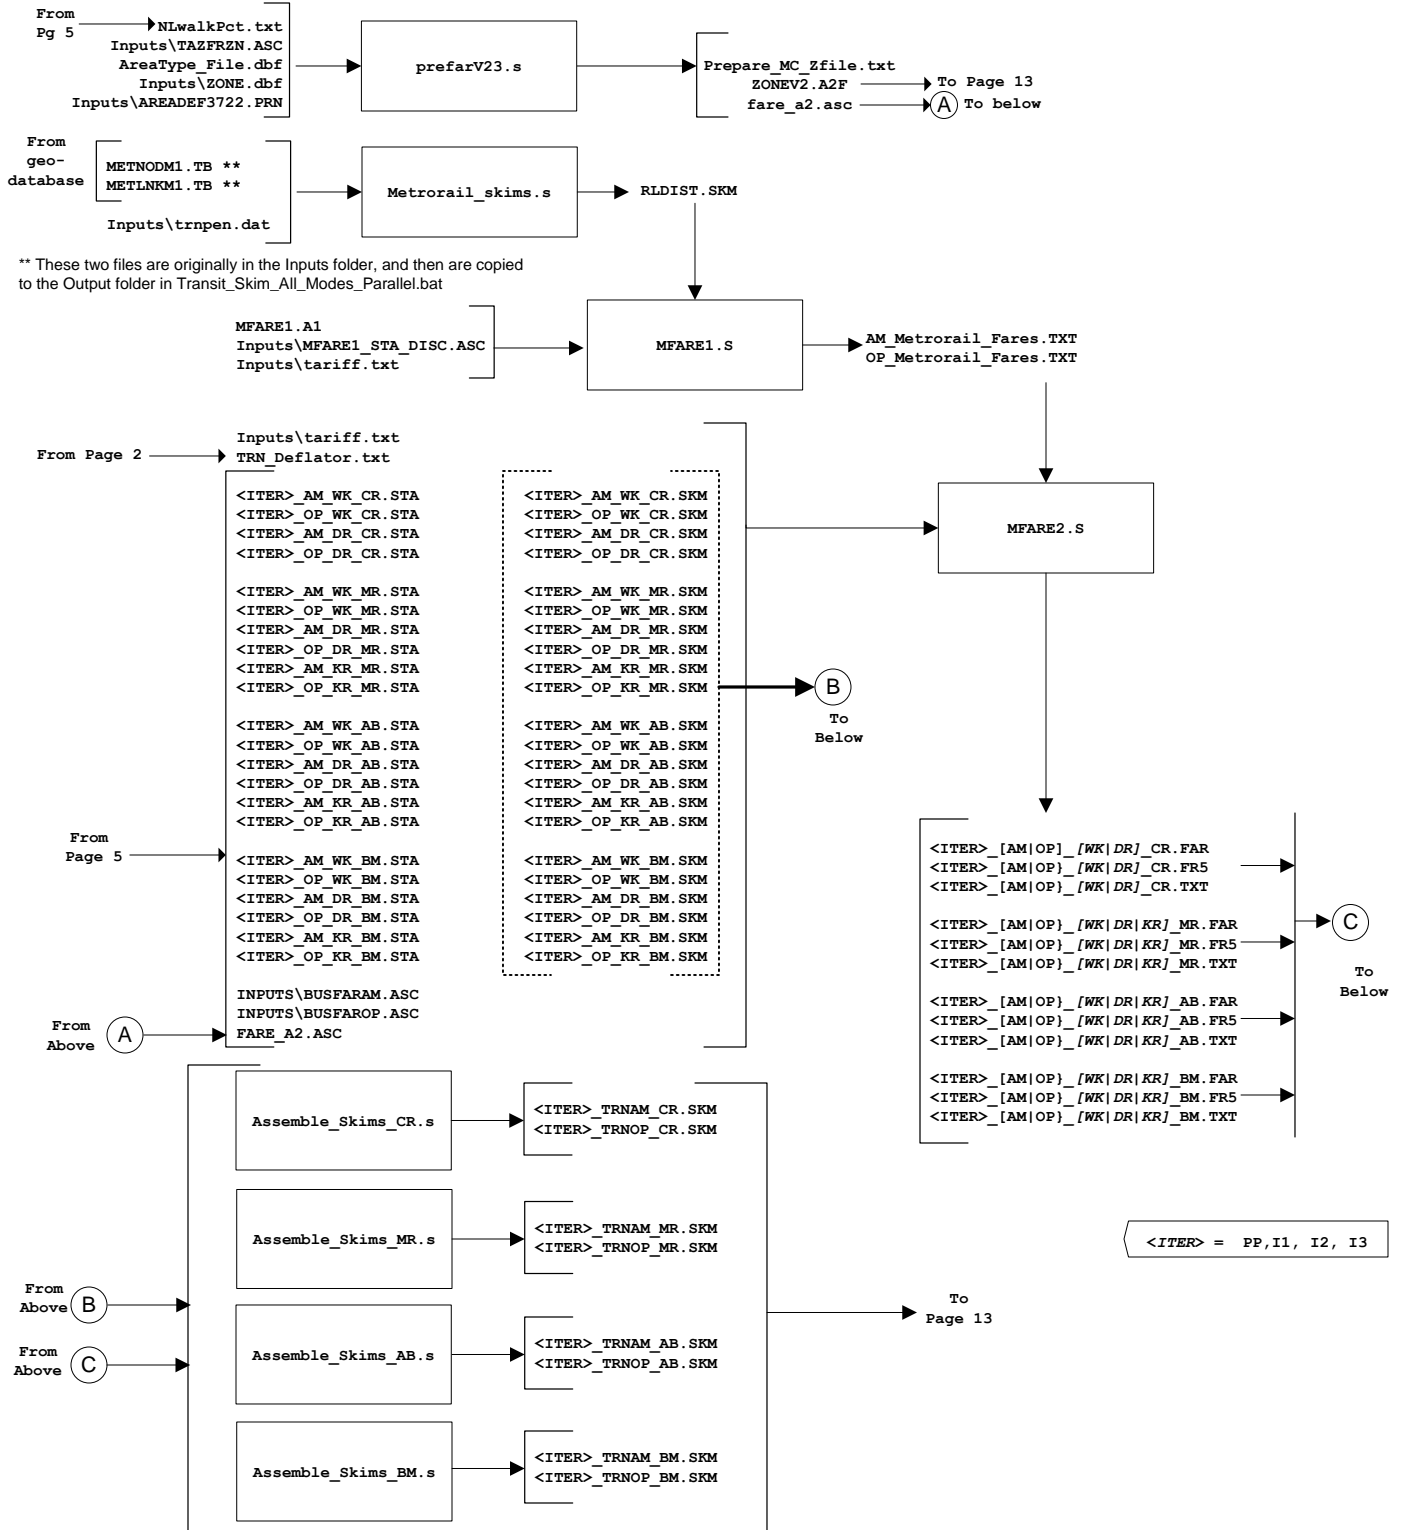 From
Pg 5
NLwalkPct.txt
Inputs\TAZFRZN.ASC
AreaType_File.dbf
Inputs\ZONE.dbf
Inputs\AREADEF3722.PRN
prefarV23.s
Prepare_MC_Zfile.txt
ZONEV2.A2F
fare_a2.asc
To Page 13
A To below
From
geo-
database
METNODM1.TB **
METLNKM1.TB **
Inputs\trnpen.dat
Metrorail_skims.s
RLDIST.SKM
** These two files are originally in the Inputs folder, and then are copied
to the Output folder in Transit_Skim_All_Modes_Parallel.bat
MFARE1.A1
Inputs\MFARE1_STA_DISC.ASC
Inputs\tariff.txt
MFARE1.S
AM_Metrorail_Fares.TXT
OP_Metrorail_Fares.TXT
From Page 2
Inputs\tariff.txt
TRN_Deflator.txt
<ITER>_AM_WK_CR.STA
<ITER>_OP_WK_CR.STA
<ITER>_AM_DR_CR.STA
<ITER>_OP_DR_CR.STA
<ITER>_AM_WK_MR.STA
<ITER>_OP_WK_MR.STA
<ITER>_AM_DR_MR.STA
<ITER>_OP_DR_MR.STA
<ITER>_AM_KR_MR.STA
<ITER>_OP_KR_MR.STA
<ITER>_AM_WK_AB.STA
<ITER>_OP_WK_AB.STA
<ITER>_AM_DR_AB.STA
<ITER>_OP_DR_AB.STA
<ITER>_AM_KR_AB.STA
<ITER>_OP_KR_AB.STA
From
Page 5
<ITER>_AM_WK_BM.STA
<ITER>_OP_WK_BM.STA
<ITER>_AM_DR_BM.STA
<ITER>_OP_DR_BM.STA
<ITER>_AM_KR_BM.STA
<ITER>_OP_KR_BM.STA
INPUTS\BUSFARAM.ASC
INPUTS\BUSFAROP.ASC
FARE_A2.ASC
From
Above
A
<ITER>_AM_WK_CR.SKM
<ITER>_OP_WK_CR.SKM
<ITER>_AM_DR_CR.SKM
<ITER>_OP_DR_CR.SKM
<ITER>_AM_WK_MR.SKM
<ITER>_OP_WK_MR.SKM
<ITER>_AM_DR_MR.SKM
<ITER>_OP_DR_MR.SKM
<ITER>_AM_KR_MR.SKM
<ITER>_OP_KR_MR.SKM
<ITER>_AM_WK_AB.SKM
<ITER>_OP_WK_AB.SKM
<ITER>_AM_DR_AB.SKM
<ITER>_OP_DR_AB.SKM
<ITER>_AM_KR_AB.SKM
<ITER>_OP_KR_AB.SKM
<ITER>_AM_WK_BM.SKM
<ITER>_OP_WK_BM.SKM
<ITER>_AM_DR_BM.SKM
<ITER>_OP_DR_BM.SKM
<ITER>_AM_KR_BM.SKM
<ITER>_OP_KR_BM.SKM
B
To
Below
MFARE2.S
<ITER>_[AM|OP]_[WK|DR]_CR.FAR
<ITER>_[AM|OP}_[WK|DR]_CR.FR5
<ITER>_[AM|OP}_[WK|DR]_CR.TXT
<ITER>_[AM|OP}_[WK|DR|KR]_MR.FAR
<ITER>_[AM|OP}_[WK|DR|KR]_MR.FR5
<ITER>_[AM|OP}_[WK|DR|KR]_MR.TXT
<ITER>_[AM|OP}_[WK|DR|KR]_AB.FAR
<ITER>_[AM|OP}_[WK|DR|KR]_AB.FR5
<ITER>_[AM|OP}_[WK|DR|KR]_AB.TXT
<ITER>_[AM|OP}_[WK|DR|KR]_BM.FAR
<ITER>_[AM|OP}_[WK|DR|KR]_BM.FR5
<ITER>_[AM|OP}_[WK|DR|KR]_BM.TXT
C
To
Below
Assemble_Skims_CR.s
<ITER>_TRNAM_CR.SKM
<ITER>_TRNOP_CR.SKM
Assemble_Skims_MR.s
<ITER>_TRNAM_MR.SKM
<ITER>_TRNOP_MR.SKM
<ITER> = PP,I1, I2, I3
From
Above
B
From
Above
C
Assemble_Skims_AB.s
<ITER>_TRNAM_AB.SKM
<ITER>_TRNOP_AB.SKM
To
Page 13
Assemble_Skims_BM.s
<ITER>_TRNAM_BM.SKM
<ITER>_TRNOP_BM.SKM